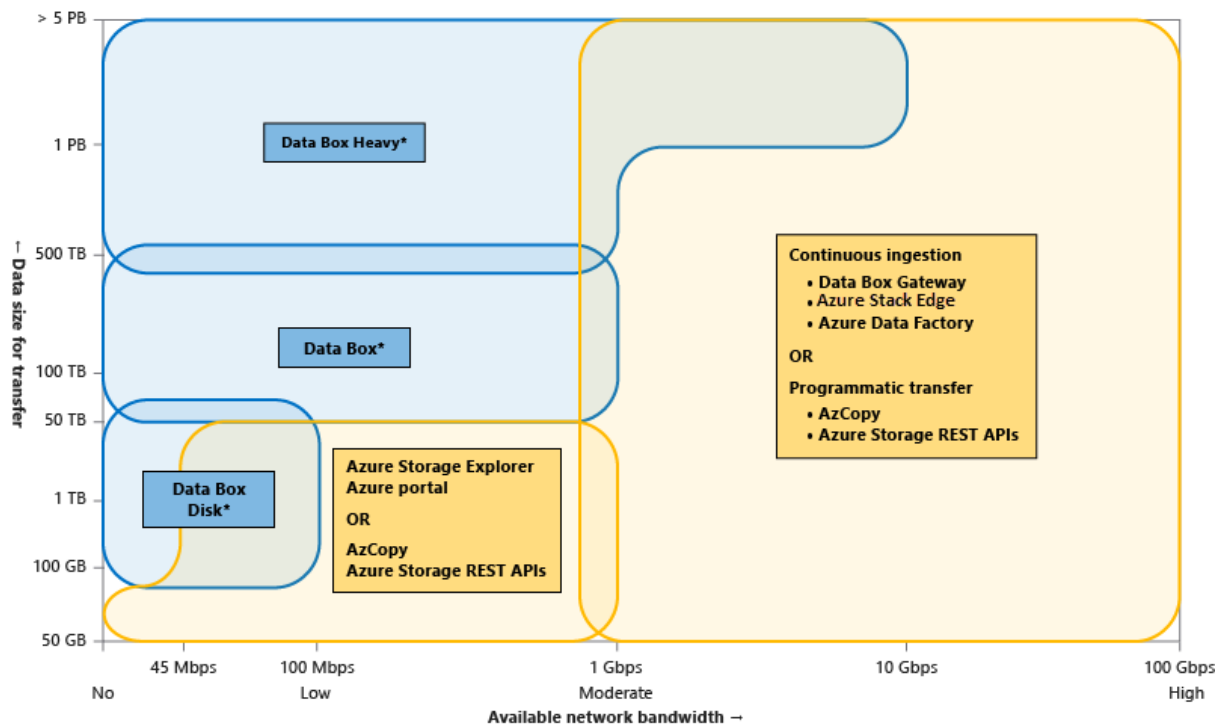 > 5 PB
1 PB
500 TB
100 TB
50 TB
1 TB
100 GB
50 GB
← Data size for transfer →
Data Box Heavy*
Data Box*
Data Box
Disk*
Azure Storage Explorer
Azure portal
OR
AzCopy
Azure Storage REST APIs
Continuous ingestion
• Data Box Gateway
• Azure Stack Edge
• Azure Data Factory
OR
Programmatic transfer
• AzCopy
• Azure Storage REST APIs
45 Mbps
100 Mbps
1 Gbps
10 Gbps
100 Gbps
No
Low
Moderate
High
Available network bandwidth →